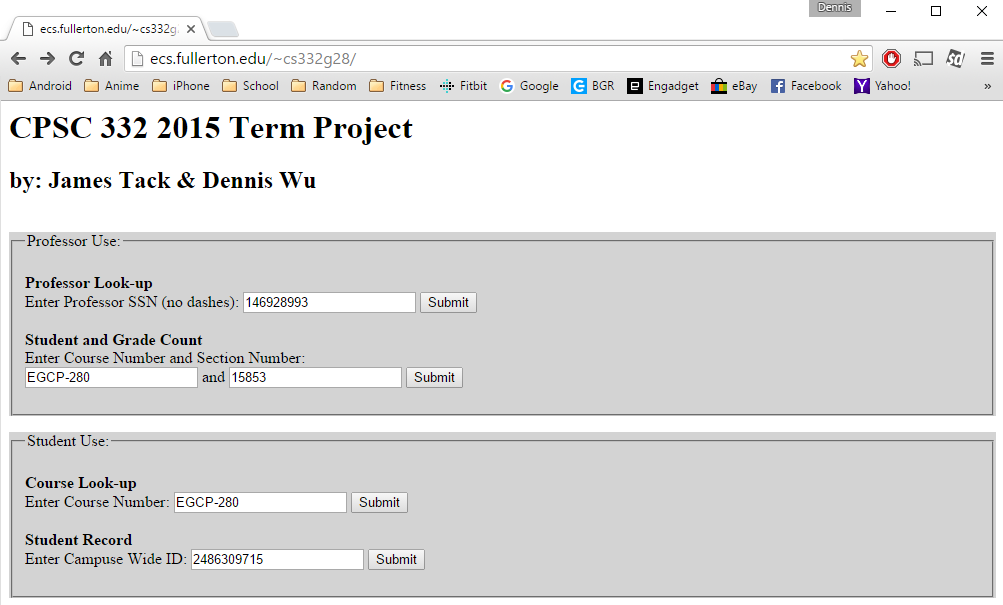 Dennis
ecs.fullerton.edu/~cs332g
ecs.fullerton.edu/~cs332g28/
Android Anime iPhone School Random Fitness Fitbit Google BGR Engadget eBay Facebook Yahoo! »
CPSC 332 2015 Term Project
by: James Tack & Dennis Wu
Professor Use:
Professor Look-up
Enter Professor SSN (no dashes): 146928993 Submit
Student and Grade Count
Enter Course Number and Section Number:
EGCP-280 and 15853 Submit
Student Use:
Course Look-up
Enter Course Number: EGCP-280 Submit
Student Record
Enter Campuse Wide ID: 2486309715 Submit